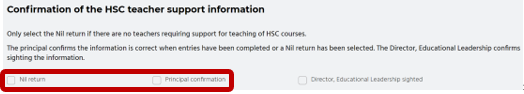 Confirmation of the HSC teacher support information
Only select the Nil return if there are no teachers requiring support for teaching of HSC courses.
The principal confirms the information is correct when entries have been completed or a Nil return has been selected. The Director, Educational Leadership confirms
sighting the information.
Nil return Principal confirmation Director, Educational Leadership sighted